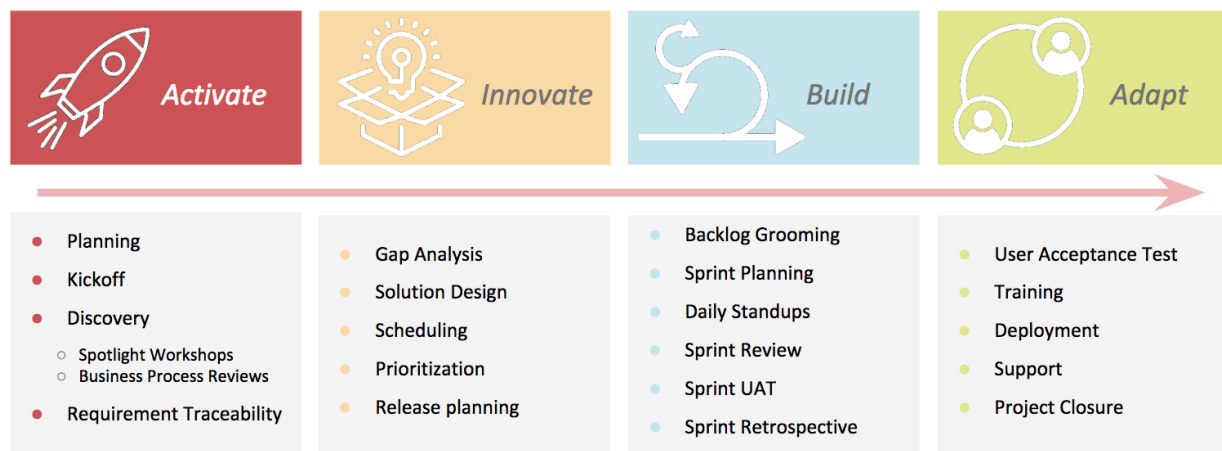 Activate
Innovate
Build
Adapt
Planning
Kickoff
Discovery
Spotlight Workshops
Business Process Reviews
Requirement Traceability
Gap Analysis
Solution Design
Scheduling
Prioritization
Release planning
Backlog Grooming
Sprint Planning
Daily Standups
Sprint Review
Sprint UAT
Sprint Retrospective
User Acceptance Test
Training
Deployment
Support
Project Closure